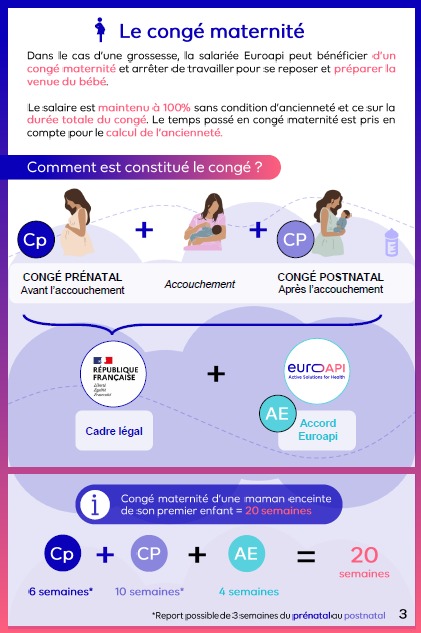 Le congé maternité
Dans le cas d'une grossesse, la salariée Euroapi peut bénéficier d'un
congé maternité et arrêter de travailler pour se reposer et préparer la
venue du bébé.
Le salaire est maintenu à 100% sans condition d'ancienneté et ce sur la
durée totale du congé. Le temps passé en congé maternité est pris en
compte pour le calcul de l'ancienneté.
Comment est constitué le congé ?
Cp
+
+
CP
CONGÉ PRÉNATAL
Avant l'accouchement
Accouchement
CONGÉ POSTNATAL
Après l'accouchement
RÉPUBLIQUE
FRANÇAISE
Liberté
Égalité
Fraternité
+
euroAPI
Active Solutions for Health
Cadre légal
AE
Accord
Euroapi
i
Congé maternité d'une maman enceinte
de son premier enfant = 20 semaines
Cp + CP + AE = 20
semaines
6 semaines* 10 semaines* 4 semaines
*Report possible de 3 semaines du prénatal au postnatal
3